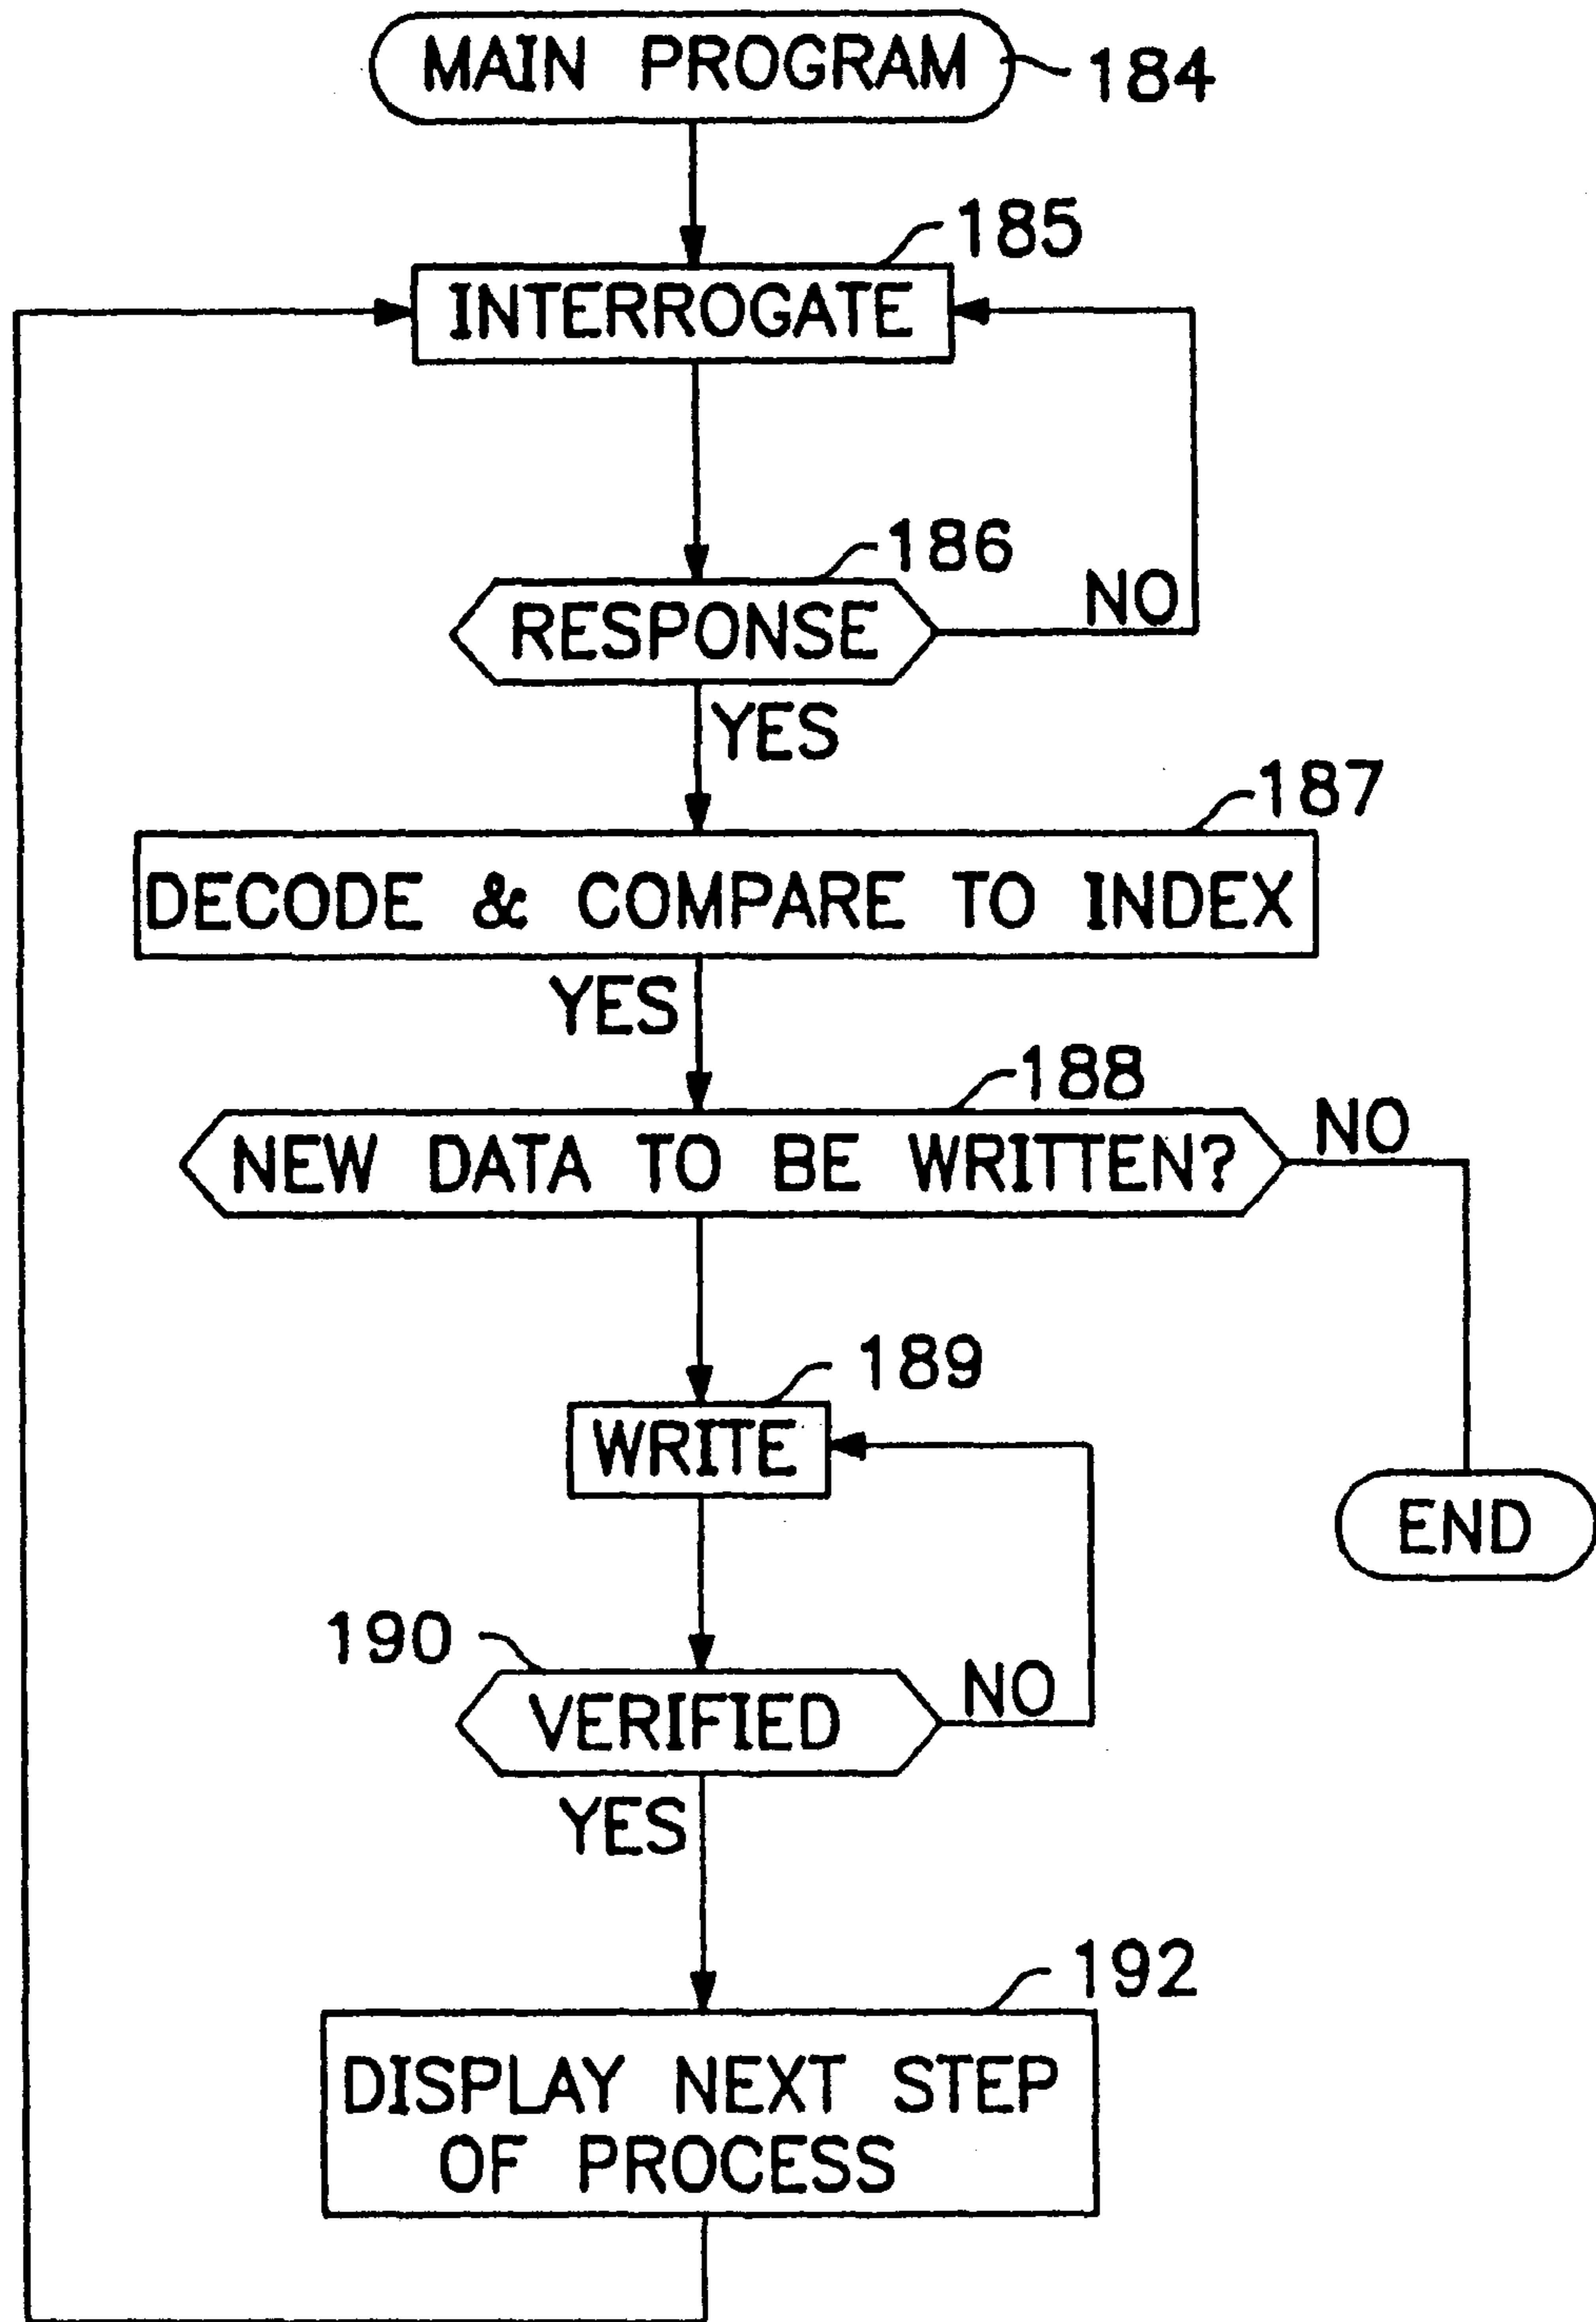 MAIN PROGRAM
184
185
INTERROGATE
186
RESPONSE
NO
YES
187
DECODE & COMPARE TO INDEX
YES
188
NEW DATA TO BE WRITTEN?
NO
189
WRITE
END
190
VERIFIED
NO
YES
192
DISPLAY NEXT STEP
OF PROCESS